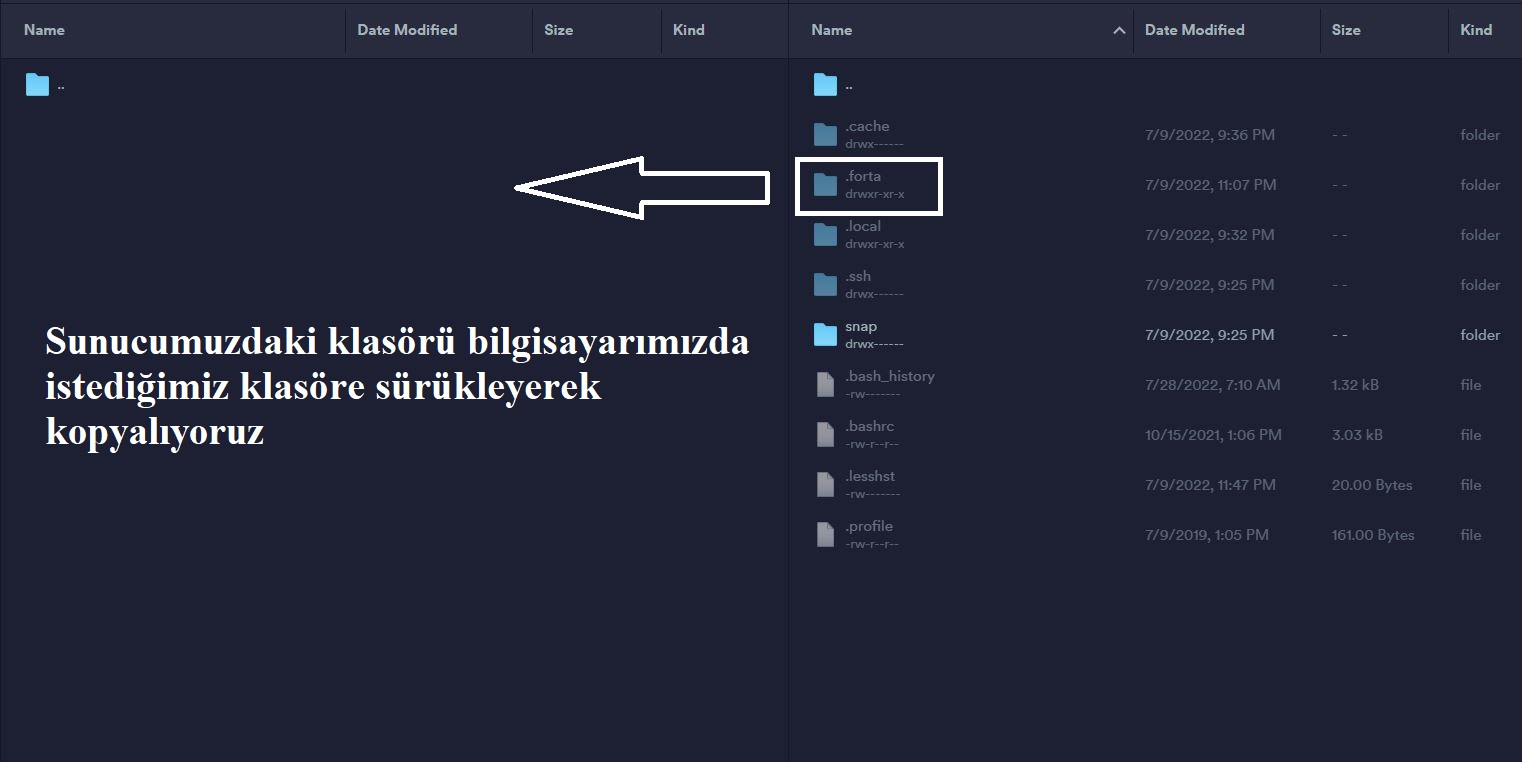 Name Date Modified Size Kind Name Date Modified Size Kind
.. ..
.cache 7/9/2022, 9:36 PM - - folder
drwx------
.forta 7/9/2022, 11:07 PM - - folder
drwxr-xr-x
.local 7/9/2022, 9:32 PM - - folder
drwxr-xr-x
.ssh 7/9/2022, 9:25 PM - - folder
drwx------
snap 7/9/2022, 9:25 PM - - folder
drwx------
.bash_history 7/28/2022, 7:10 AM 1.32 kB file
-rw-------
.bashrc 10/15/2021, 1:06 PM 3.03 kB file
-rw-r--r--
.lesshst 7/9/2022, 11:47 PM 20.00 Bytes file
-rw-------
.profile 7/9/2019, 1:05 PM 161.00 Bytes file
-rw-r--r--
Sunucumuzdaki klasörü bilgisayarımızda
istediğimiz klasöre sürükleyerek
kopyalıyoruz